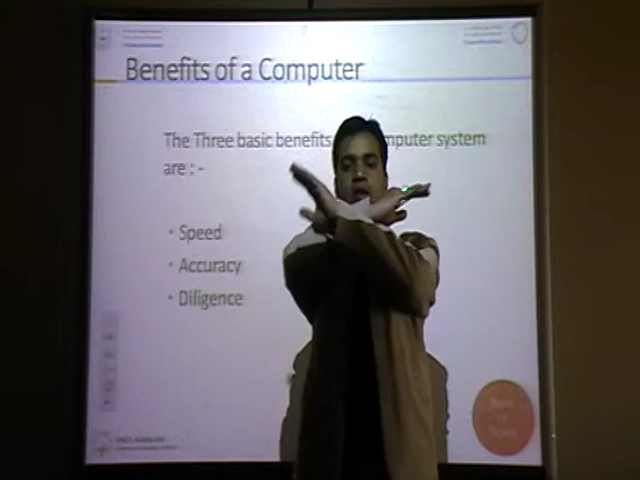 Benefits of a Computer
The Three basic benefits computer system
are : -
• Speed
• Accuracy
• Diligence